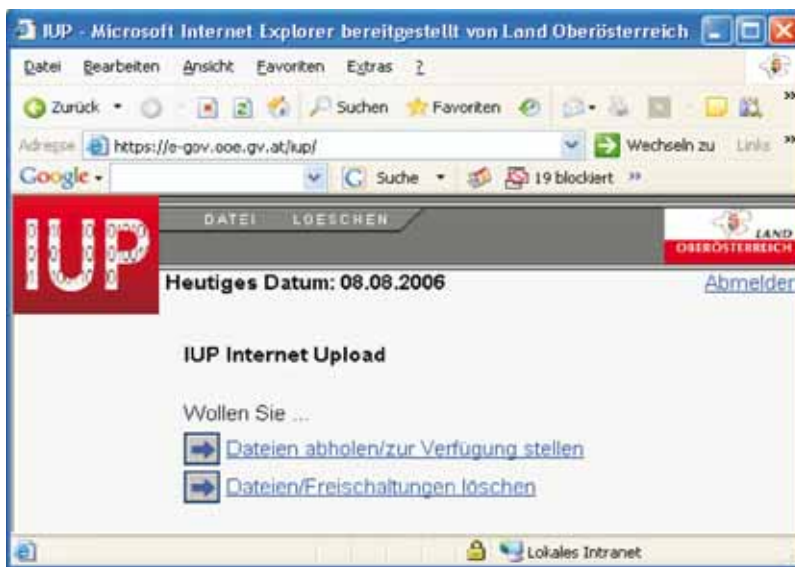 IUP - Microsoft Internet Explorer bereitgestellt von Land Oberösterreich
Datei Bearbeiten Ansicht Favoriten Extras ?
Zurück Suchen Favoriten »
Adresse https://e-gov.ooe.gv.at/iup/ Wechseln zu Links »
Google Suche 19 blockiert »
IUP DATEI LOESCHEN
LAND
OBERÖSTERREICH
Heutiges Datum: 08.08.2006 Abmelden
IUP Internet Upload
Wollen Sie ...
Dateien abholen/zur Verfügung stellen
Dateien/Freischaltungen löschen
Lokales Intranet